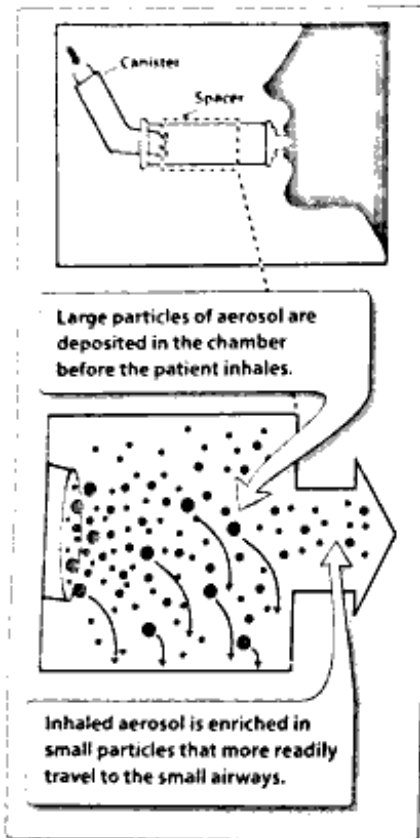 Canister
Spacer
Large particles of aerosol are
deposited in the chamber
before the patient inhales.
Inhaled aerosol is enriched in
small particles that more readily
travel to the small airways.